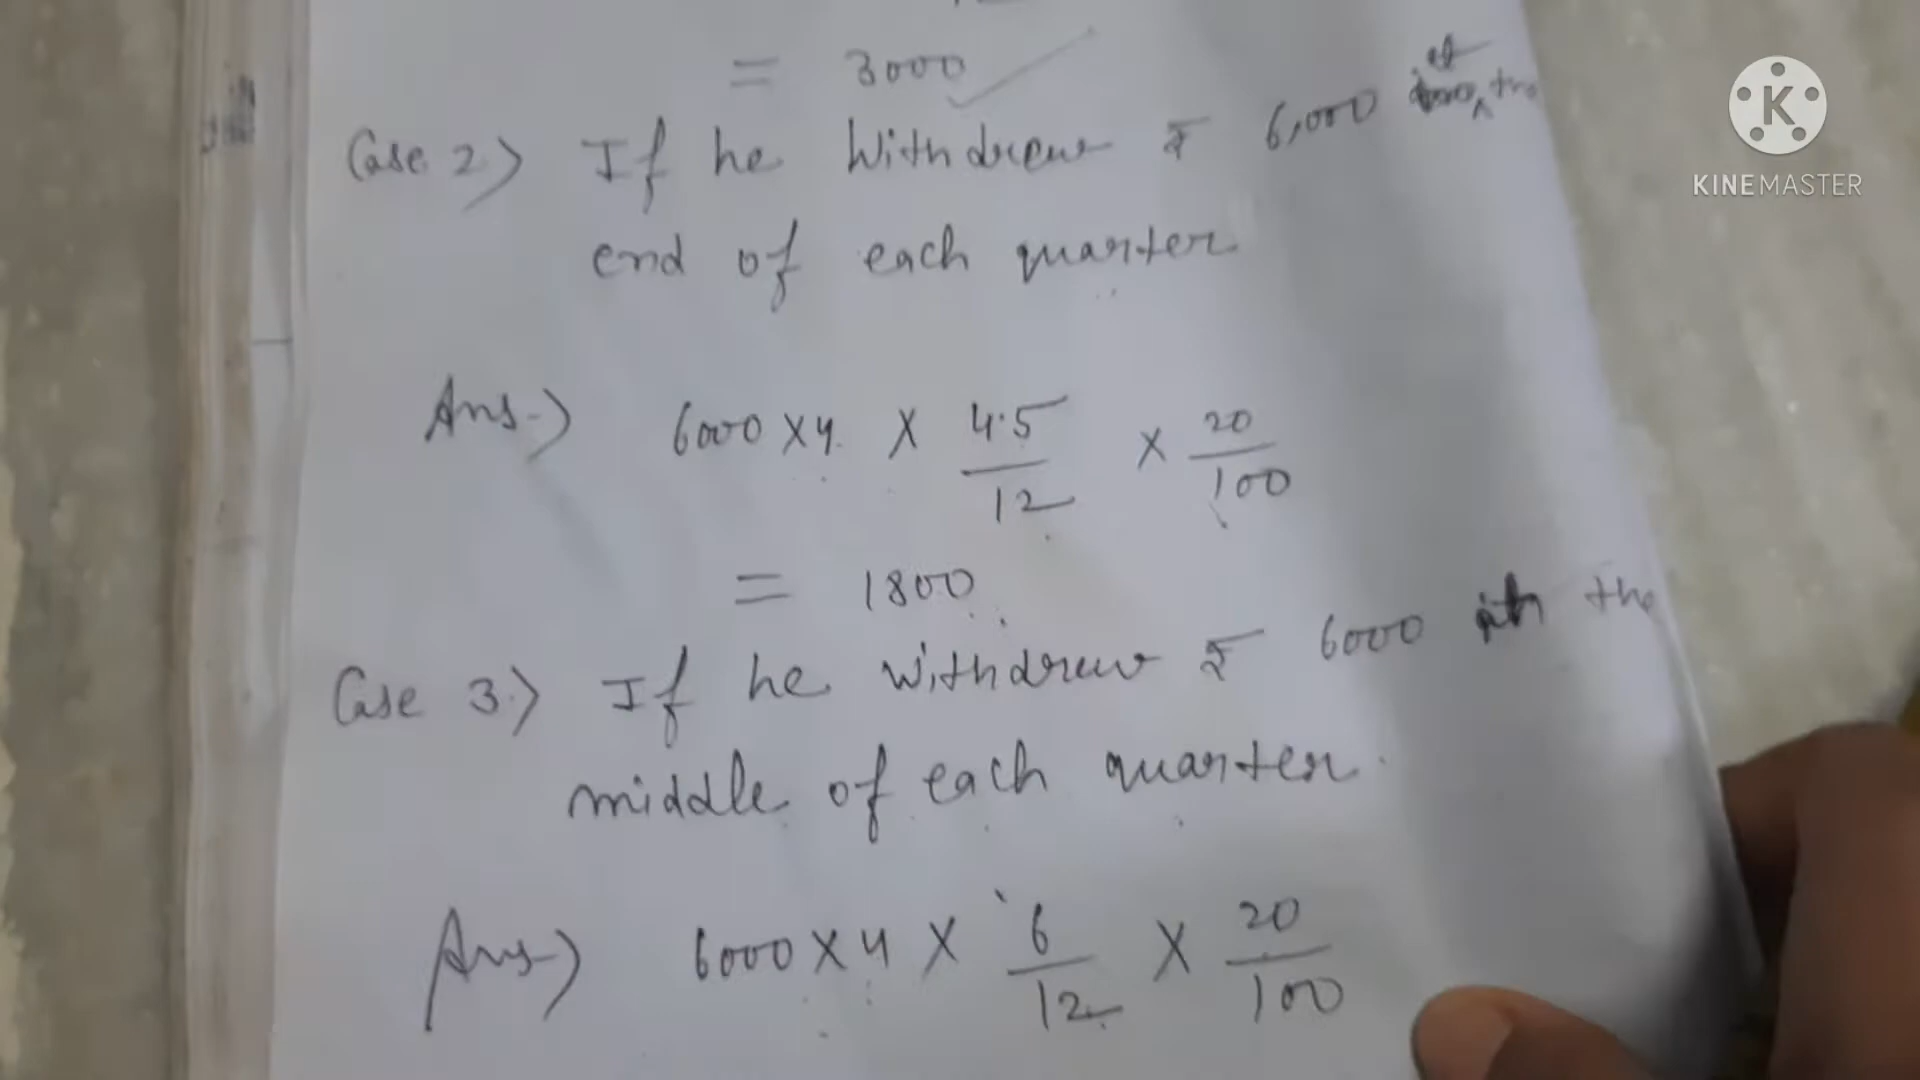 = 3000
Case 2) If he Withdrew ₹ 6,000 at the
end of each quarter
Ans.) 6000 x 4 x 4.5/12 x 20/100
= 1800
Case 3.) If he withdrew ₹ 6000 in the
middle of each quarter.
Ans) 6000 x 4 x 6/12 x 20/100
K
KINEMASTER